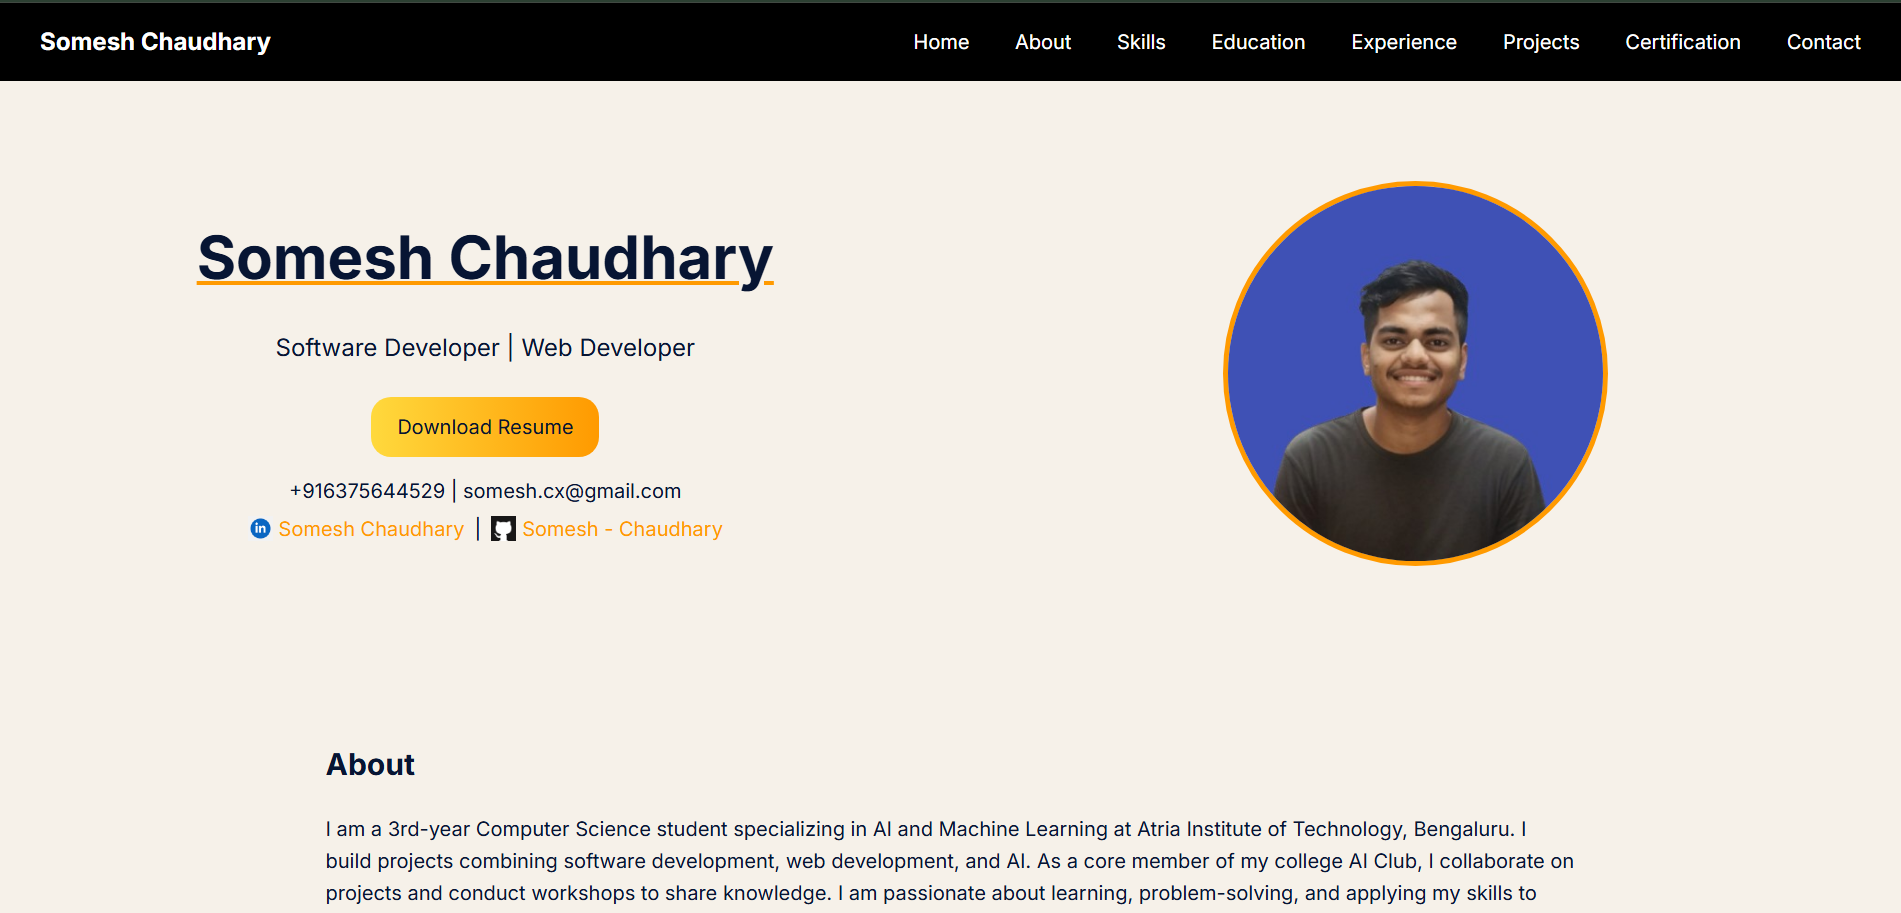 Somesh Chaudhary
Home About Skills Education Experience Projects Certification Contact
Somesh Chaudhary
Software Developer | Web Developer
Download Resume
+916375644529 | somesh.cx@gmail.com
in Somesh Chaudhary | Somesh - Chaudhary
About
I am a 3rd-year Computer Science student specializing in AI and Machine Learning at Atria Institute of Technology, Bengaluru. I
build projects combining software development, web development, and AI. As a core member of my college AI Club, I collaborate on
projects and conduct workshops to share knowledge. I am passionate about learning, problem-solving, and applying my skills to